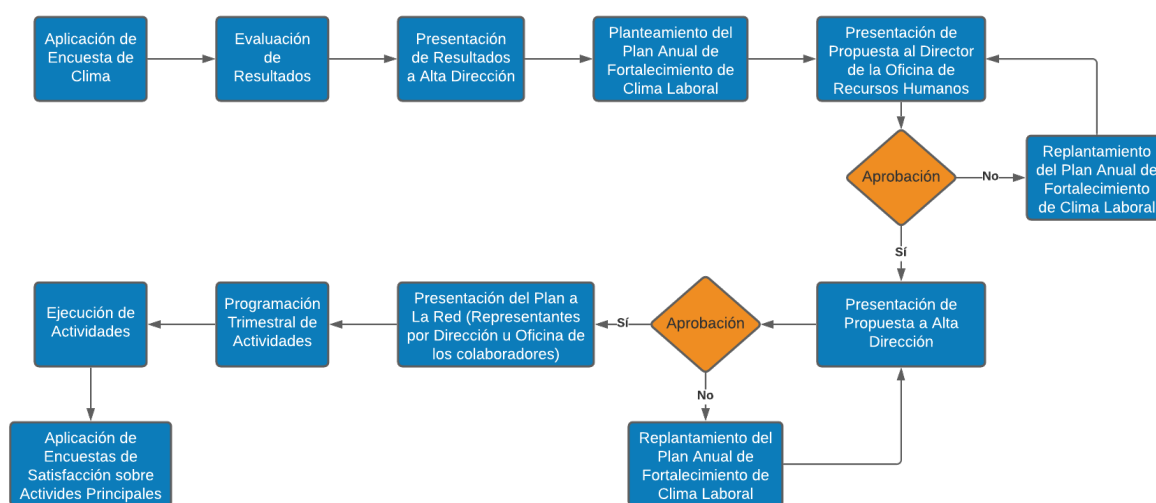 Aplicación de
Encuesta de
Clima
Evaluación
de
Resultados
Presentación
de Resultados
a Alta Dirección
Planteamiento del
Plan Anual de
Fortalecimiento de
Clima Laboral
Presentación de
Propuesta al Director
de la Oficina de
Recursos Humanos
Aprobación
No
Replantamiento
del Plan Anual de
Fortalecimiento
de Clima Laboral
Sí
Presentación de
Propuesta a Alta
Dirección
Aprobación
No
Replantamiento del
Plan Anual de
Fortalecimiento de
Clima Laboral
Sí
Presentación del Plan a
La Red (Representantes
por Dirección u Oficina de
los colaboradores)
Programación
Trimestral de
Actividades
Ejecución de
Actividades
Aplicación de
Encuestas de
Satisfacción sobre
Activides Principales